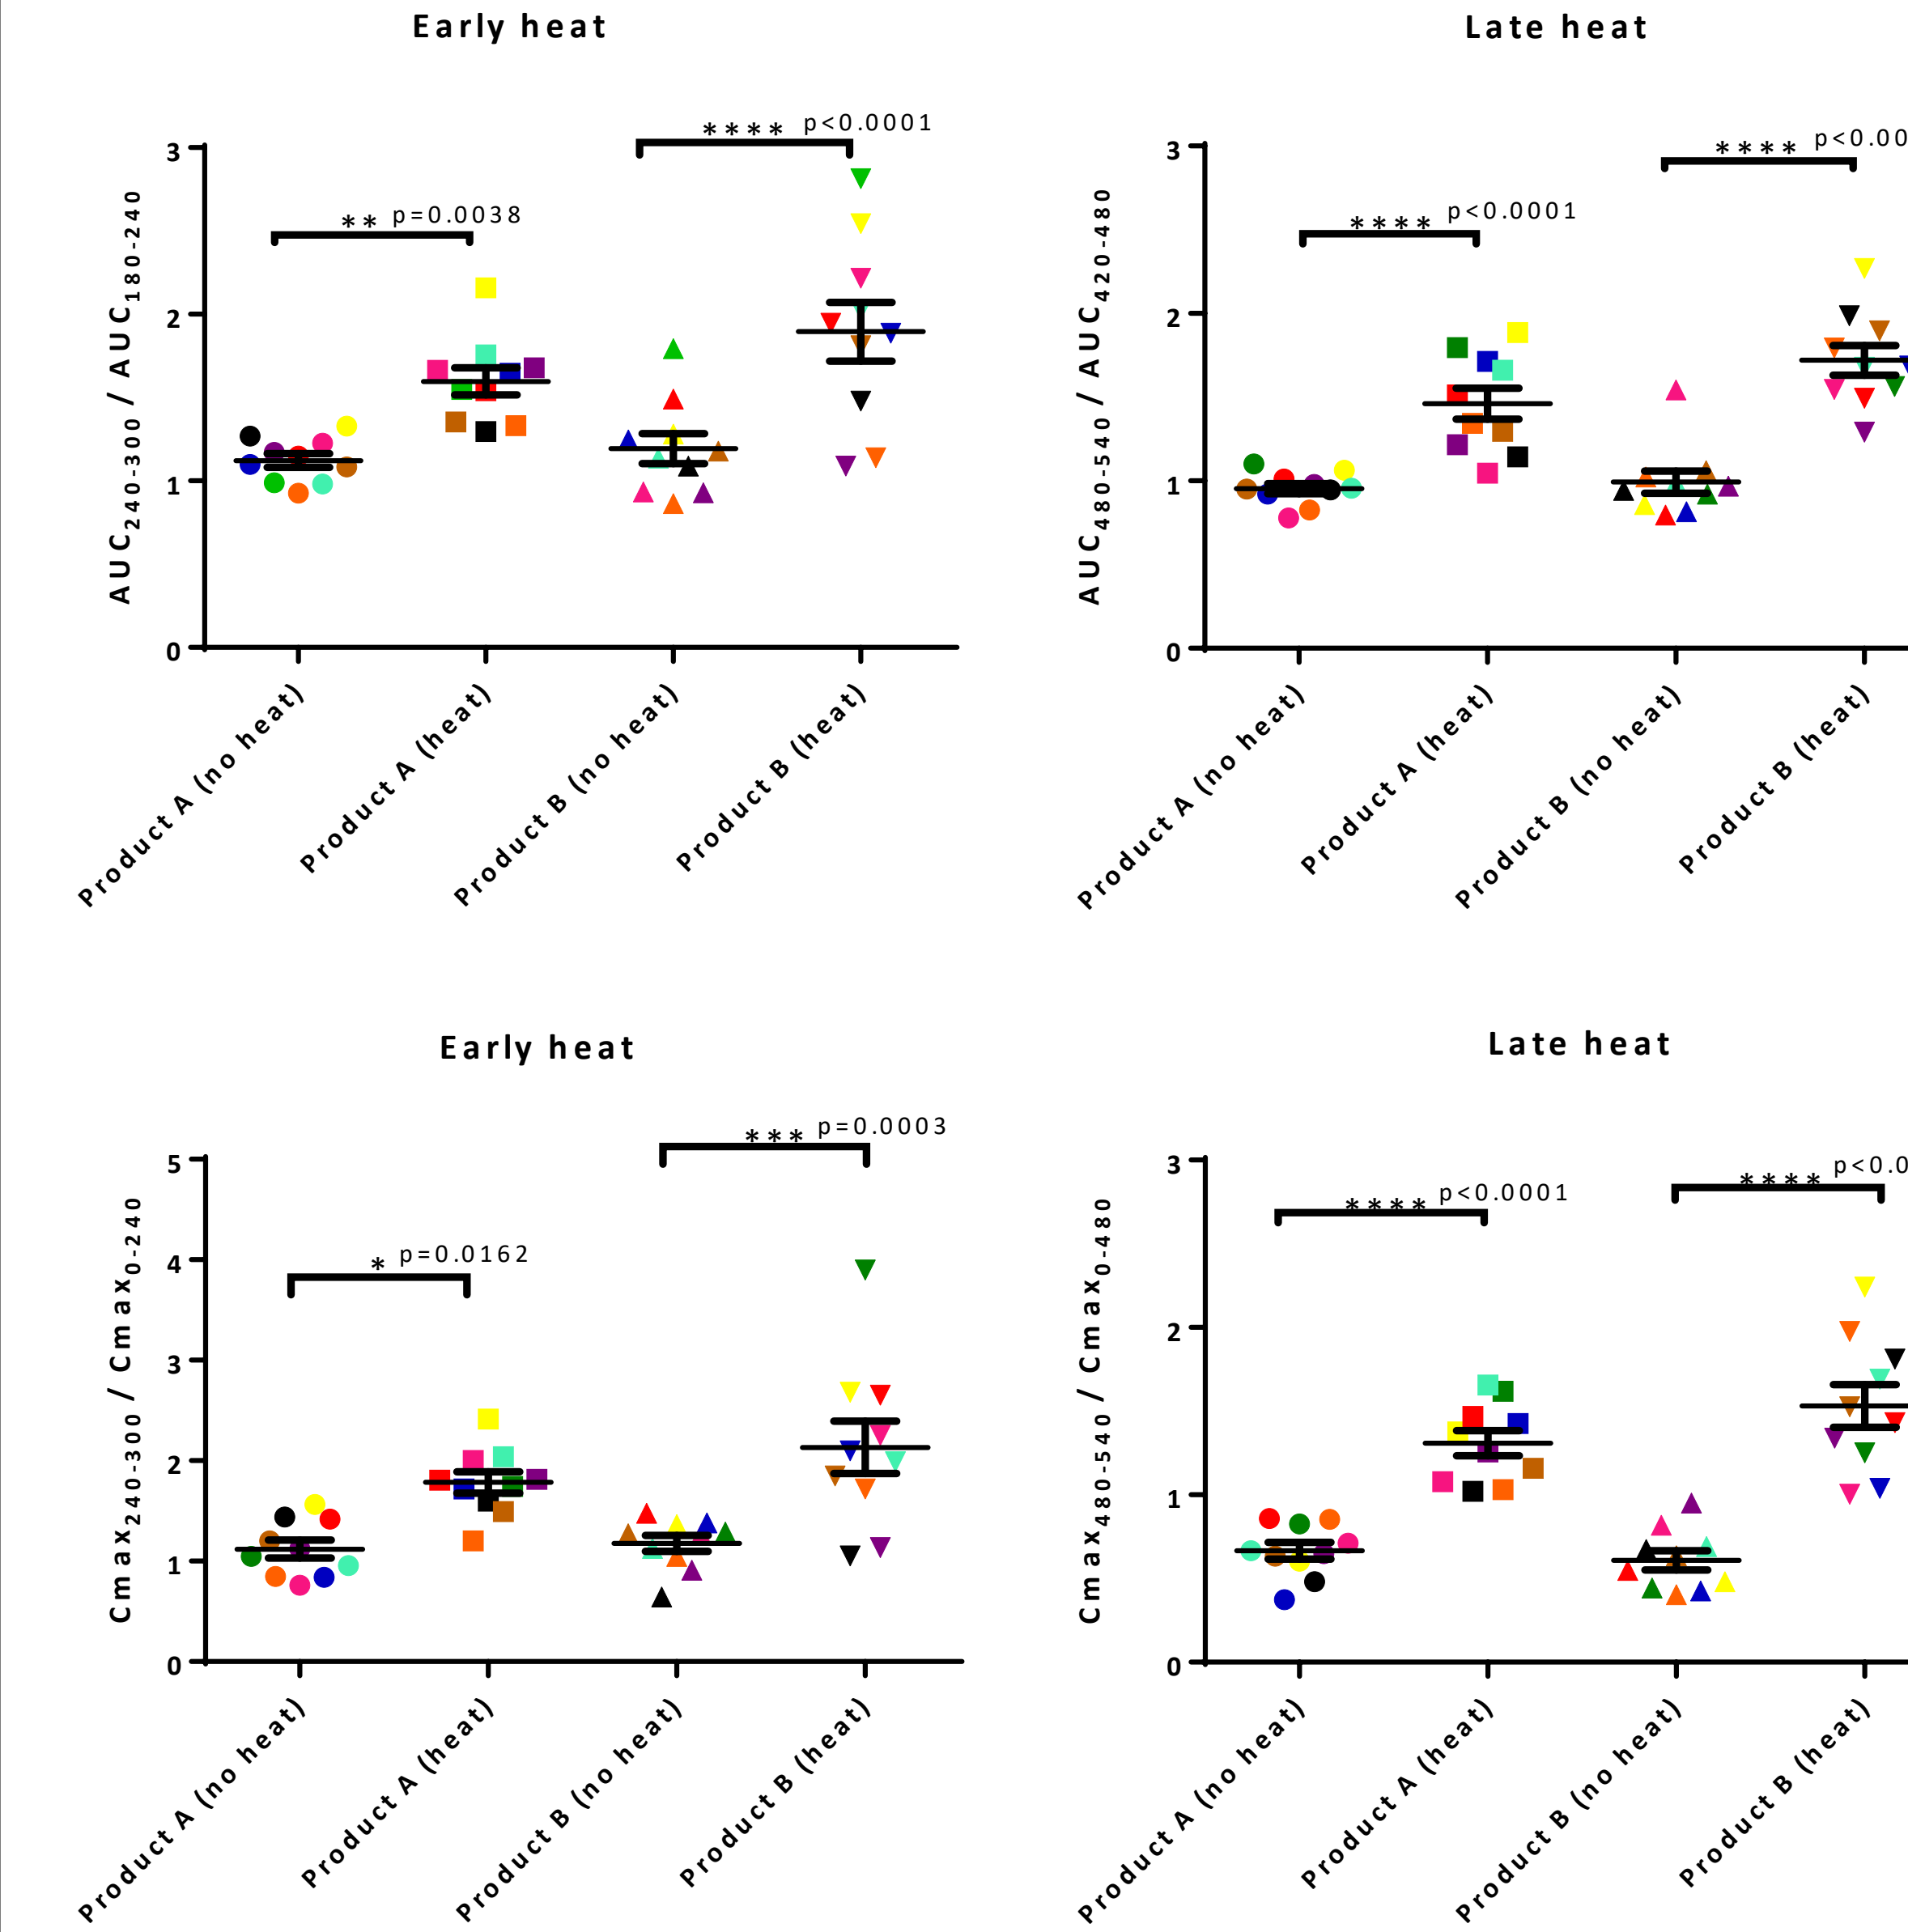 Early heat
Late heat
**** p<0.0001
** p=0.0038
**** p<0.00
**** p<0.0001
AUC240-300 / AUC180-240
3
2
1
0
AUC480-540 / AUC420-480
3
2
1
0
Product A (no heat)
Product A (heat)
Product B (no heat)
Product B (heat)
Product A (no heat)
Product A (heat)
Product B (no heat)
Product B (heat)
Early heat
Late heat
*** p=0.0003
* p=0.0162
**** p<0.0
**** p<0.0001
Cmax240-300 / Cmax0-240
5
4
3
2
1
0
Cmax480-540 / Cmax0-480
3
2
1
0
Product A (no heat)
Product A (heat)
Product B (no heat)
Product B (heat)
Product A (no heat)
Product A (heat)
Product B (no heat)
Product B (heat)